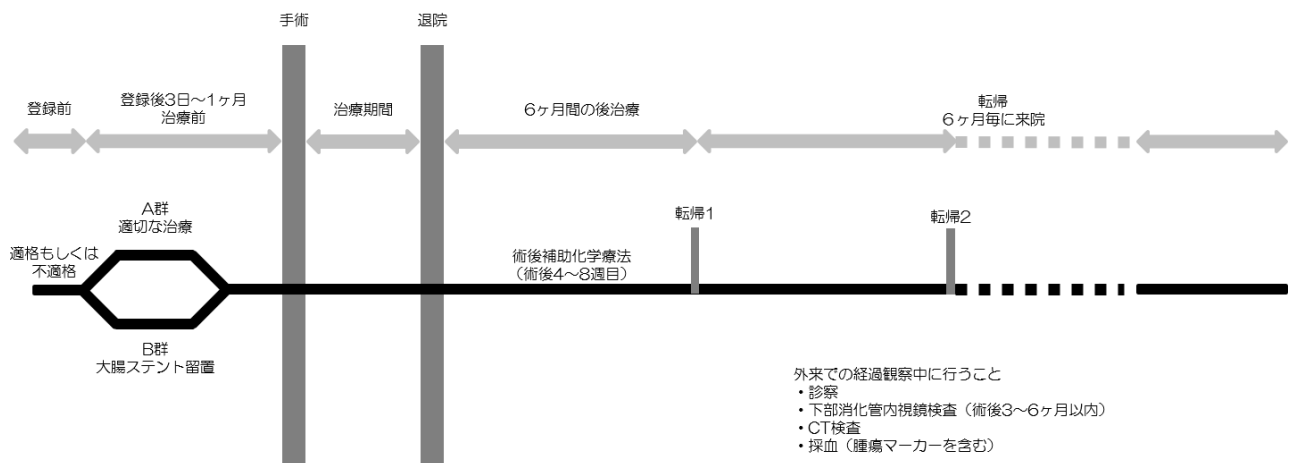 手術
退院
登録前
登録後3日～1ヶ月
治療前
治療期間
6ヶ月間の後治療
転帰
6ヶ月毎に来院
A群
適切な治療
適格もしくは
不適格
B群
大腸ステント留置
術後補助化学療法
（術後4～8週目）
転帰1
転帰2
外来での経過観察中に行うこと
・診察
・下部消化管内視鏡検査（術後3～6ヶ月以内）
・CT検査
・採血（腫瘍マーカーを含む）